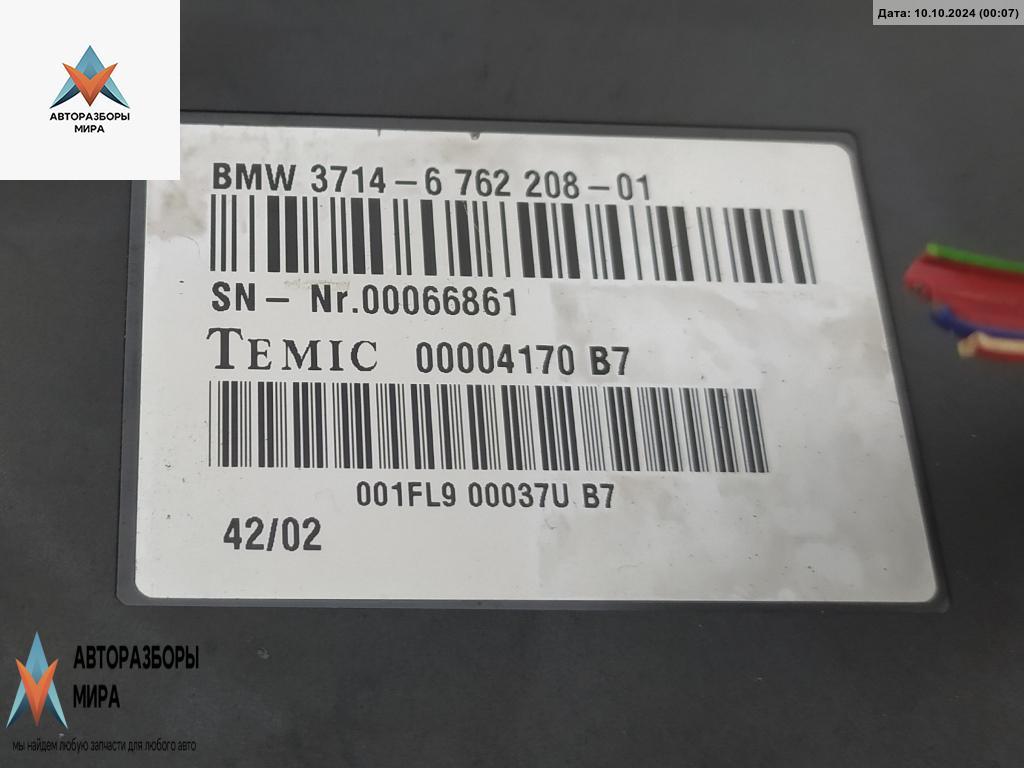 Дата: 10.10.2024 (00:07)
АВТОРАЗБОРЫ
МИРА
BMW 3714-6 762 208-01
SN- Nr.00066861
TEMIC 00004170 B7
001FL9 00037U B7
42/02
АВТОРАЗБОРЫ
МИРА
мы найдем любую запчасти для любого авто